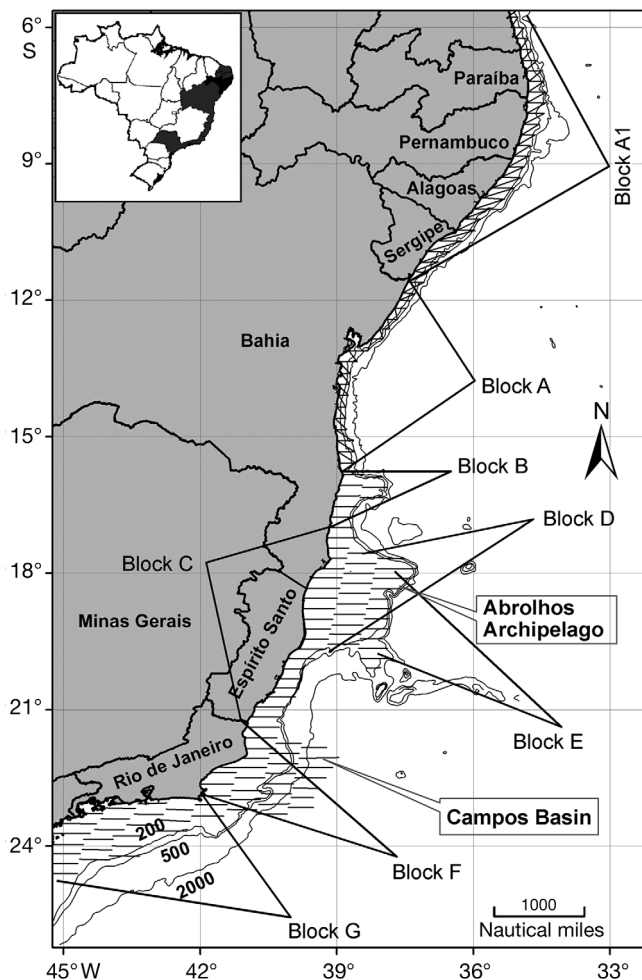 6°
S
Paraíba
Block A1
Pernambuco
9°
Alagoas
Sergipe
12°
Bahia
Block A
N
15°
Block B
Block D
Block C
18°
Abrolhos
Archipelago
Minas Gerais
Espírito Santo
21°
Block E
Rio de Janeiro
Campos Basin
200
24°
500
Block F
2000
1000
Block G
Nautical miles
45° W
42°
39°
36°
33°